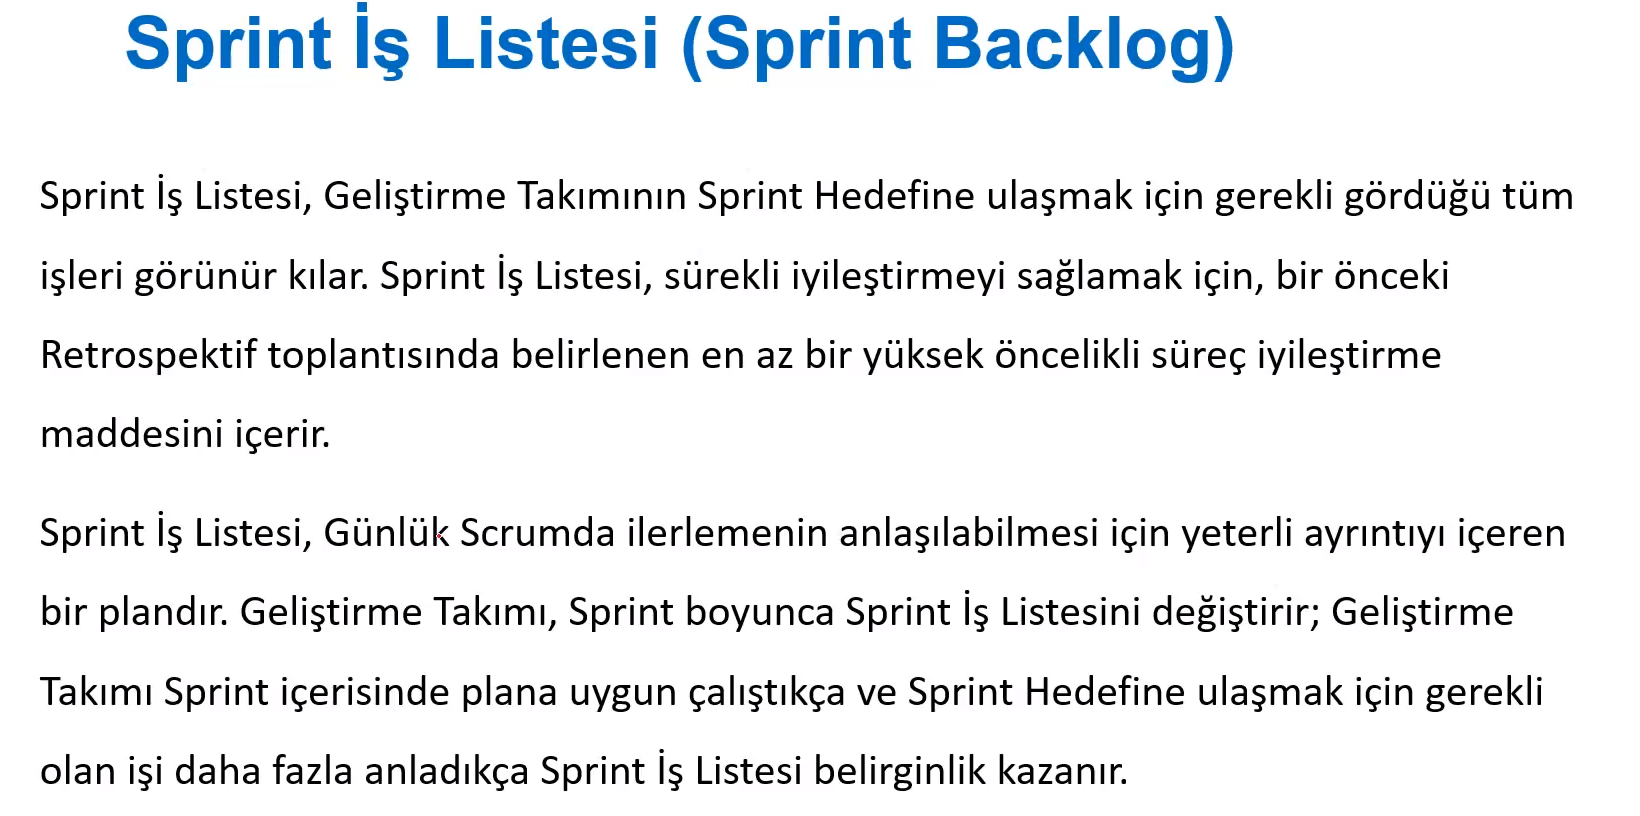 Sprint İş Listesi (Sprint Backlog)
Sprint İş Listesi, Geliştirme Takımının Sprint Hedefine ulaşmak için gerekli gördüğü tüm
işleri görünür kılar. Sprint İş Listesi, sürekli iyileştirmeyi sağlamak için, bir önceki
Retrospektif toplantısında belirlenen en az bir yüksek öncelikli süreç iyileştirme
maddesini içerir.
Sprint İş Listesi, Günlük Scrumda ilerlemenin anlaşılabilmesi için yeterli ayrıntıyı içeren
bir plandır. Geliştirme Takımı, Sprint boyunca Sprint İş Listesini değiştirir; Geliştirme
Takımı Sprint içerisinde plana uygun çalıştıkça ve Sprint Hedefine ulaşmak için gerekli
olan işi daha fazla anladıkça Sprint İş Listesi belirginlik kazanır.